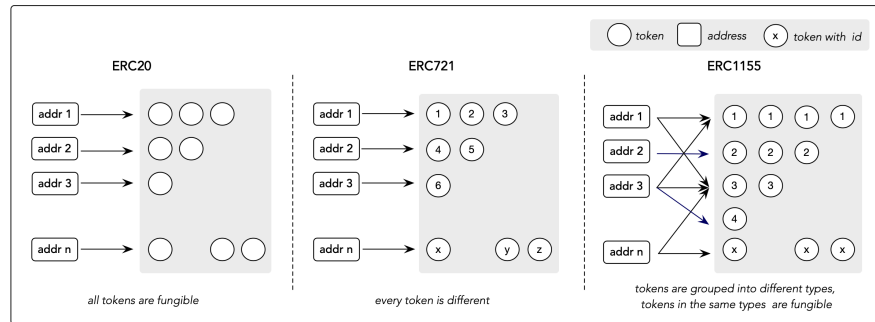 token
address
x
token with id
ERC20
addr 1
addr 2
addr 3
addr n
all tokens are fungible
ERC721
addr 1
1 2 3
addr 2
4 5
addr 3
6
addr n
x y z
every token is different
ERC1155
addr 1
1 1 1 1
addr 2
2 2 2
addr 3
3 3
4
addr n
x x x
tokens are grouped into different types,
tokens in the same types are fungible